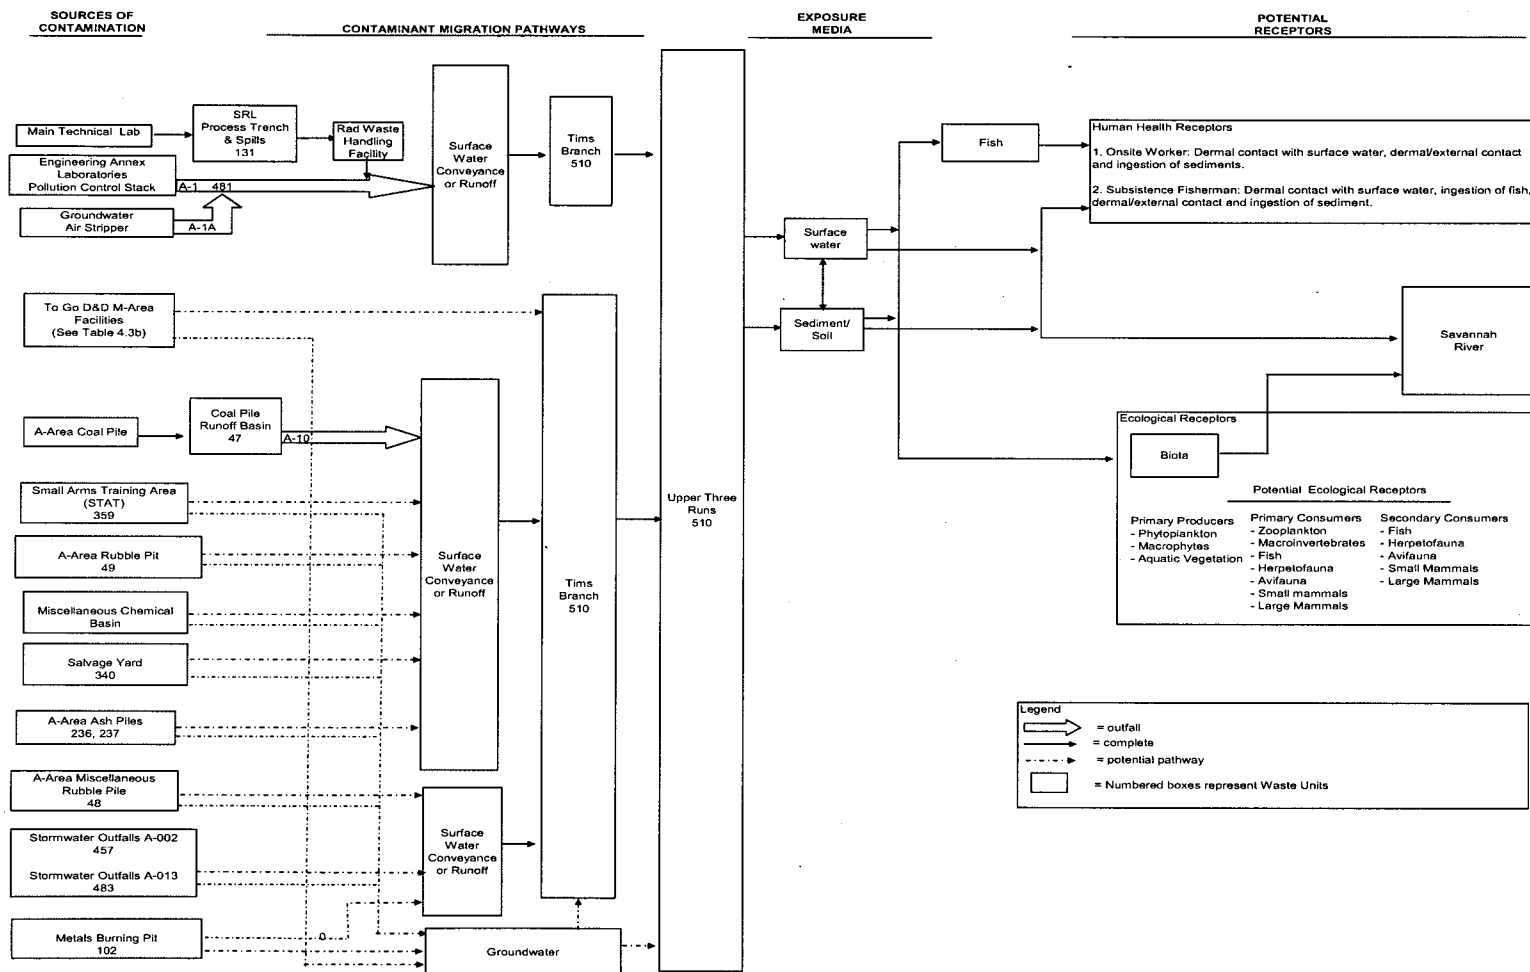 SOURCES OF
CONTAMINATION
CONTAMINANT MIGRATION PATHWAYS
EXPOSURE
MEDIA
POTENTIAL
RECEPTORS
Main Technical Lab
SRL
Process Trench
& Spills
131
Rad Waste
Handling
Facility
Engineering Annex
Laboratories
Pollution Control Stack
A-1 481
Groundwater
Air Stripper
A-1A
Surface
Water
Conveyance
or Runoff
Tims
Branch
510
To Go D&D M-Area
Facilities
(See Table 4.3b)
A-Area Coal Pile
Coal Pile
Runoff Basin
47
A-10
Small Arms Training Area
(STAT)
359
A-Area Rubble Pit
49
Miscellaneous Chemical
Basin
Salvage Yard
340
A-Area Ash Piles
236, 237
Surface
Water
Conveyance
or Runoff
A-Area Miscellaneous
Rubble Pile
48
Stormwater Outfalls A-002
457
Stormwater Outfalls A-013
483
Surface
Water
Conveyance
or Runoff
Metals Burning Pit
102
0
Groundwater
Tims
Branch
510
Upper Three
Runs
510
Surface
water
Sediment/
Soil
Fish
Human Health Receptors
1. Onsite Worker: Dermal contact with surface water, dermal/external contact
and ingestion of sediments.
2. Subsistence Fisherman: Dermal contact with surface water, ingestion of fish,
dermal/external contact and ingestion of sediment.
Savannah
River
Ecological Receptors
Biota
Potential Ecological Receptors
Primary Producers
- Phytoplankton
- Macrophytes
- Aquatic Vegetation
Primary Consumers
- Zooplankton
- Macroinvertebrates
- Fish
- Herpetofauna
- Avifauna
- Small mammals
- Large Mammals
Secondary Consumers
- Fish
- Herpetofauna
- Avifauna
- Small Mammals
- Large Mammals
Legend
= outfall
= complete
= potential pathway
= Numbered boxes represent Waste Units